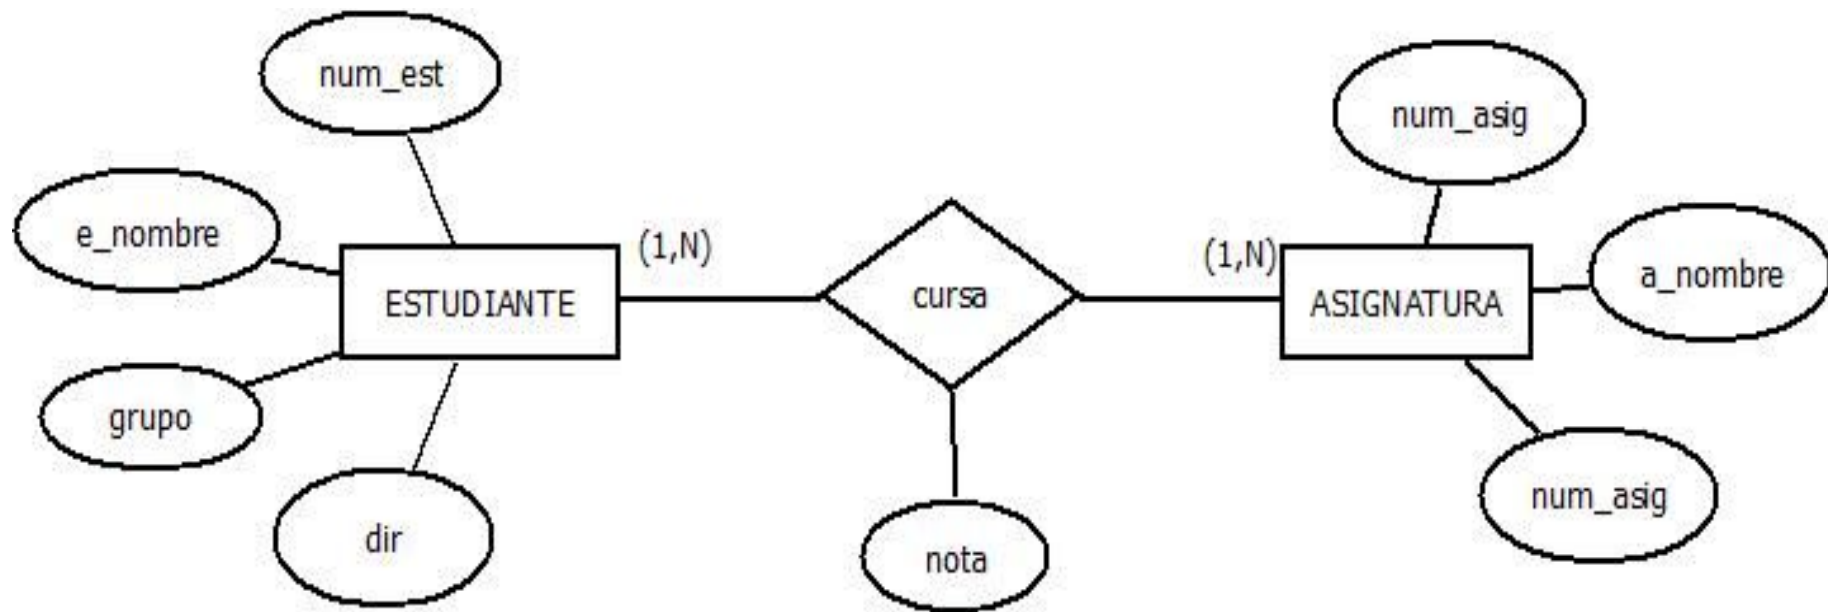 num_est
num_asig
e_nombre
(1,N)
(1,N)
a_nombre
ESTUDIANTE
cursa
ASIGNATURA
grupo
num_asig
dir
nota